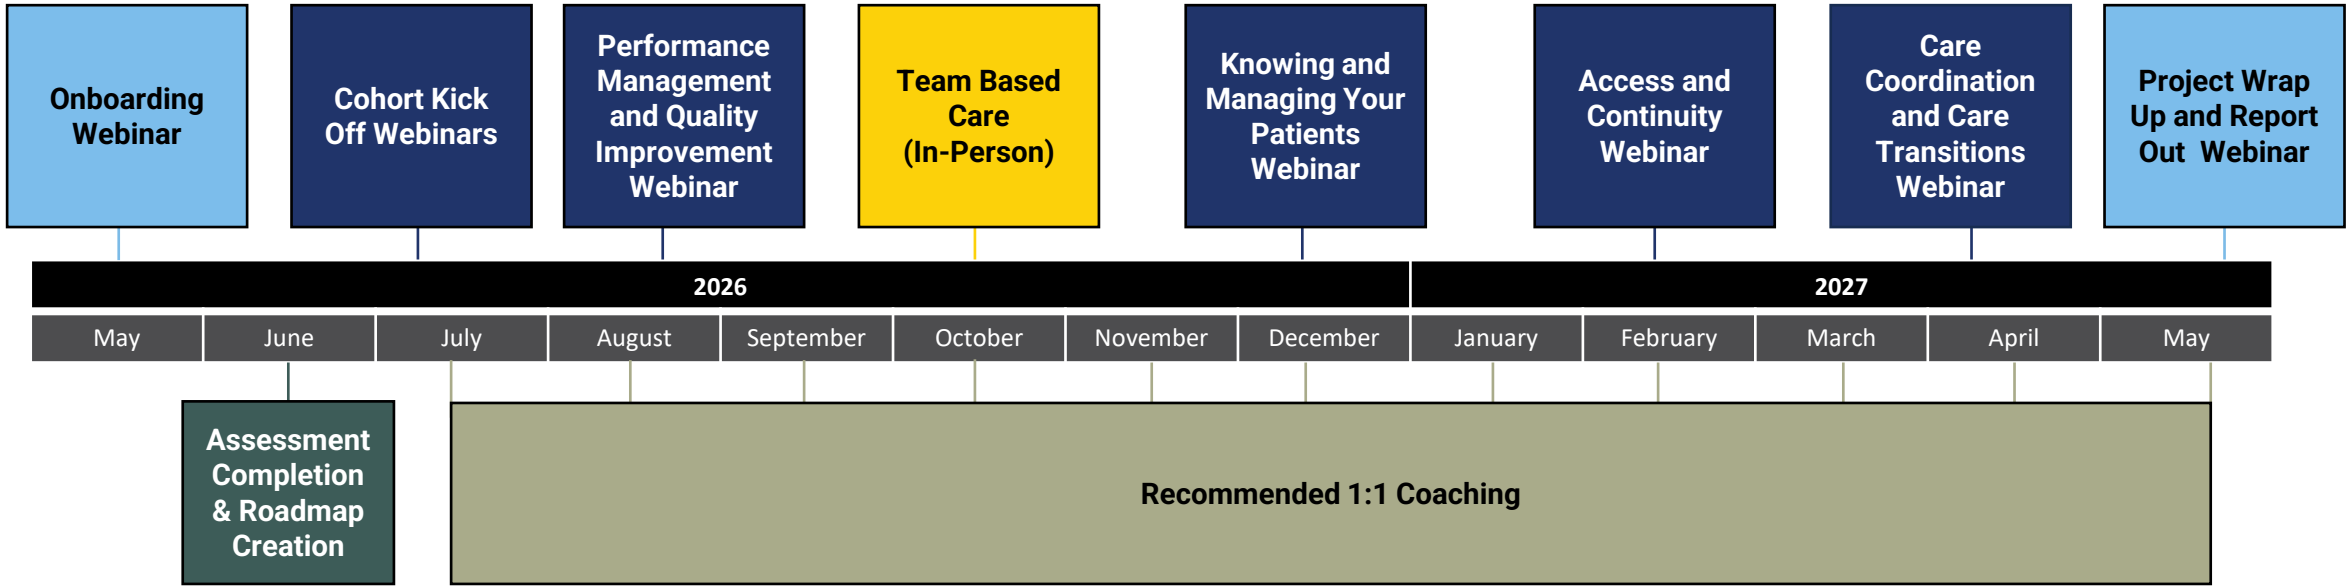 Onboarding
Webinar
Cohort Kick
Off Webinars
Performance
Management
and Quality
Improvement
Webinar
Team Based
Care
(In-Person)
Knowing and
Managing Your
Patients
Webinar
Access and
Continuity
Webinar
Care
Coordination
and Care
Transitions
Webinar
Project Wrap
Up and Report
Out  Webinar
2026
2027
May
June
July
August
September
October
November
December
January
February
March
April
May
Assessment
Completion
& Roadmap
Creation
Recommended 1:1 Coaching